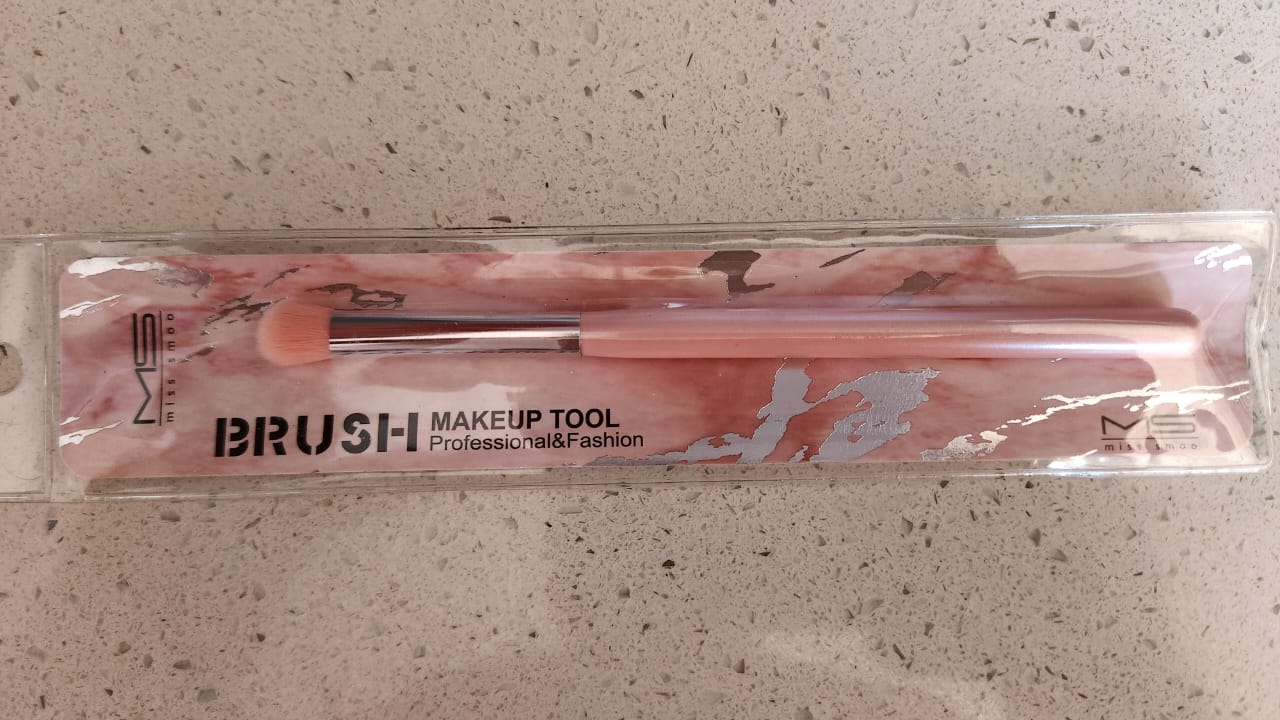 MS
miss smoo
BRUSH
MAKEUP TOOL
Professional&Fashion
MS
miss smoo